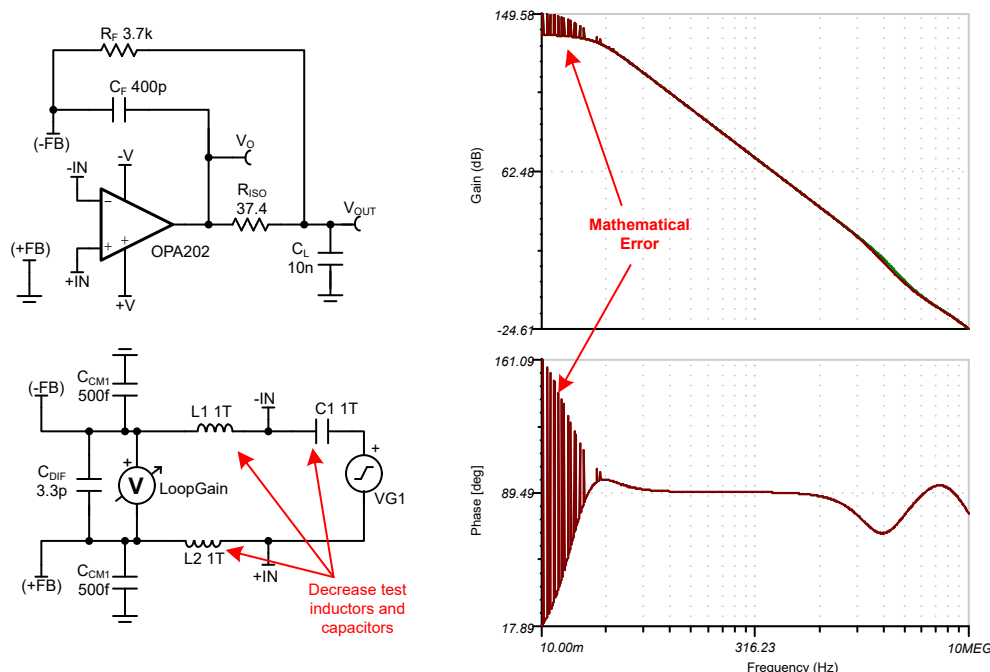 R_F 3.7k
C_F 400p
(-FB)
-IN
-V
V_O
R_ISO
37.4
V_OUT
(+FB)
OPA202
+IN
+V
C_L
10n
C_CM1
500f
(-FB)
L1 1T
-IN
C1 1T
+
C_DIF
3.3p
+
V
LoopGain
VG1
(+FB)
C_CM1
500f
L2 1T
+IN
Decrease test
inductors and
capacitors
149.58
Gain (dB)
62.48
Mathematical
Error
-24.61
161.09
Phase [deg]
89.49
17.89
10.00m
316.23
10MEG
Frequency (Hz)